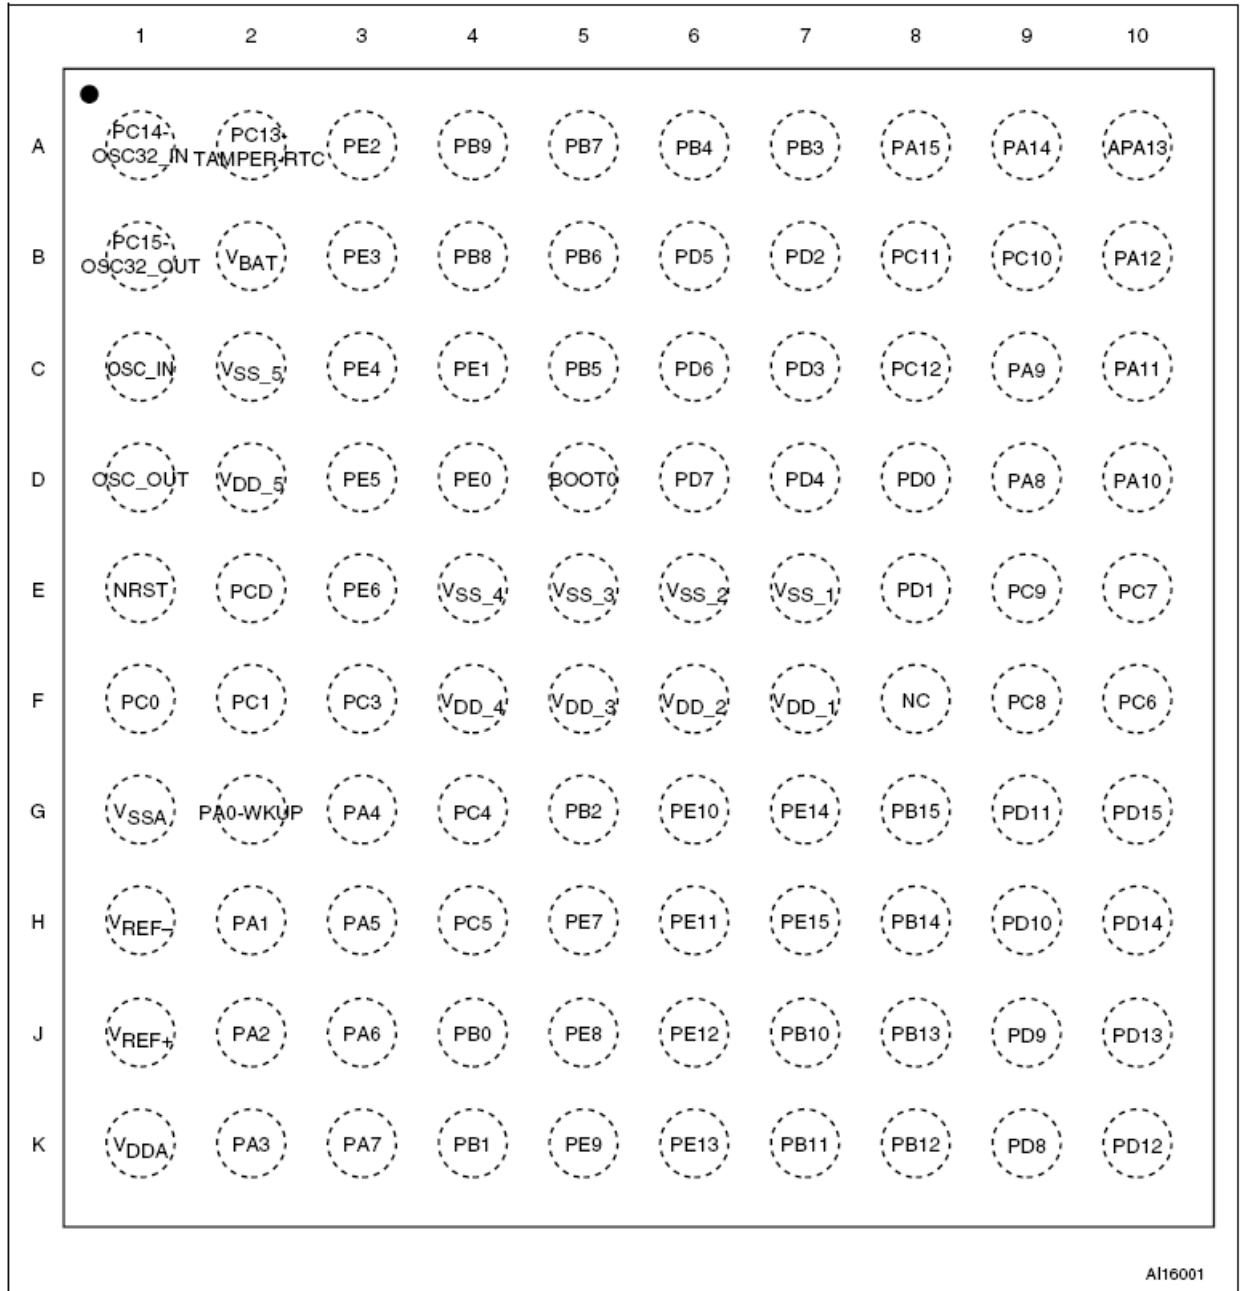 1 2 3 4 5 6 7 8 9 10
A PC14-OSC32_IN PC13-TAMPER-RTC PE2 PB9 PB7 PB4 PB3 PA15 PA14 APA13
B PC15-OSC32_OUT VBAT PE3 PB8 PB6 PD5 PD2 PC11 PC10 PA12
C OSC_IN VSS_5 PE4 PE1 PB5 PD6 PD3 PC12 PA9 PA11
D OSC_OUT VDD_5 PE5 PE0 BOOT0 PD7 PD4 PD0 PA8 PA10
E NRST PCD PE6 VSS_4 VSS_3 VSS_2 VSS_1 PD1 PC9 PC7
F PC0 PC1 PC3 VDD_4 VDD_3 VDD_2 VDD_1 NC PC8 PC6
G VSSA PA0-WKUP PA4 PC4 PB2 PE10 PE14 PB15 PD11 PD15
H VREF– PA1 PA5 PC5 PE7 PE11 PE15 PB14 PD10 PD14
J VREF+ PA2 PA6 PB0 PE8 PE12 PB10 PB13 PD9 PD13
K VDDA PA3 PA7 PB1 PE9 PE13 PB11 PB12 PD8 PD12
AI16001